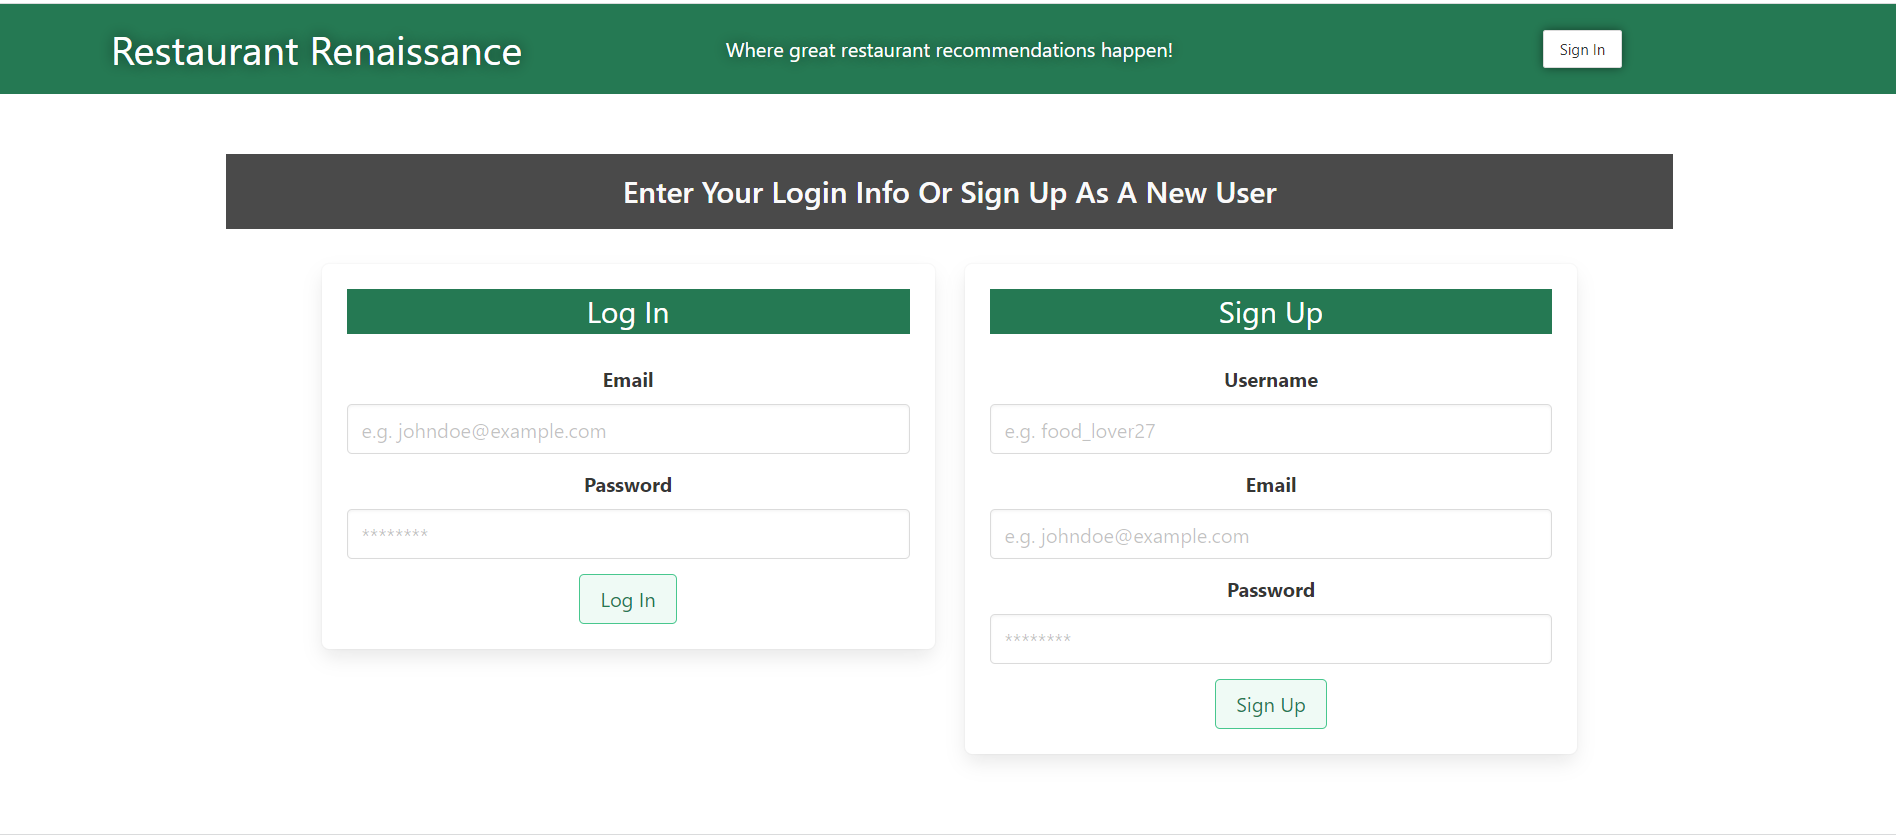 Restaurant Renaissance
Where great restaurant recommendations happen!
Sign In
Enter Your Login Info Or Sign Up As A New User
Log In
Email
e.g. johndoe@example.com
Password
********
Log In
Sign Up
Username
e.g. food_lover27
Email
e.g. johndoe@example.com
Password
********
Sign Up